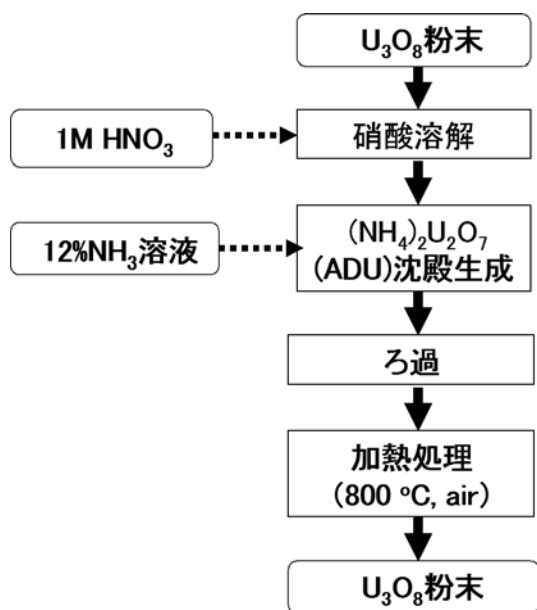 U₃O₈粉末
1M HNO₃
硝酸溶解
12%NH₃溶液
(NH₄)₂U₂O₇
(ADU)沈殿生成
ろ過
加熱処理
(800 ºC, air)
U₃O₈粉末